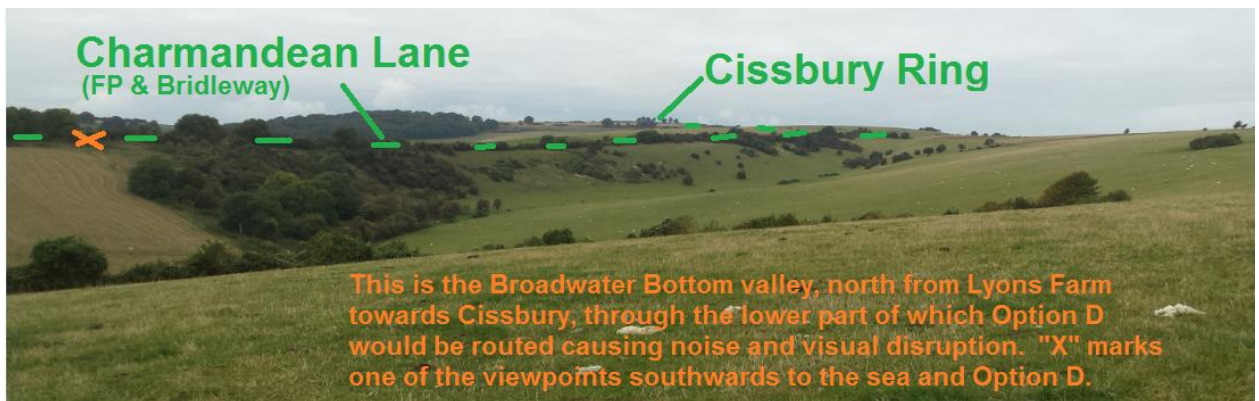 Charmandean Lane
(FP & Bridleway)
Cissbury Ring
This is the Broadwater Bottom valley, north from Lyons Farm
towards Cissbury, through the lower part of which Option D
would be routed causing noise and visual disruption. "X" marks
one of the viewpoints southwards to the sea and Option D.